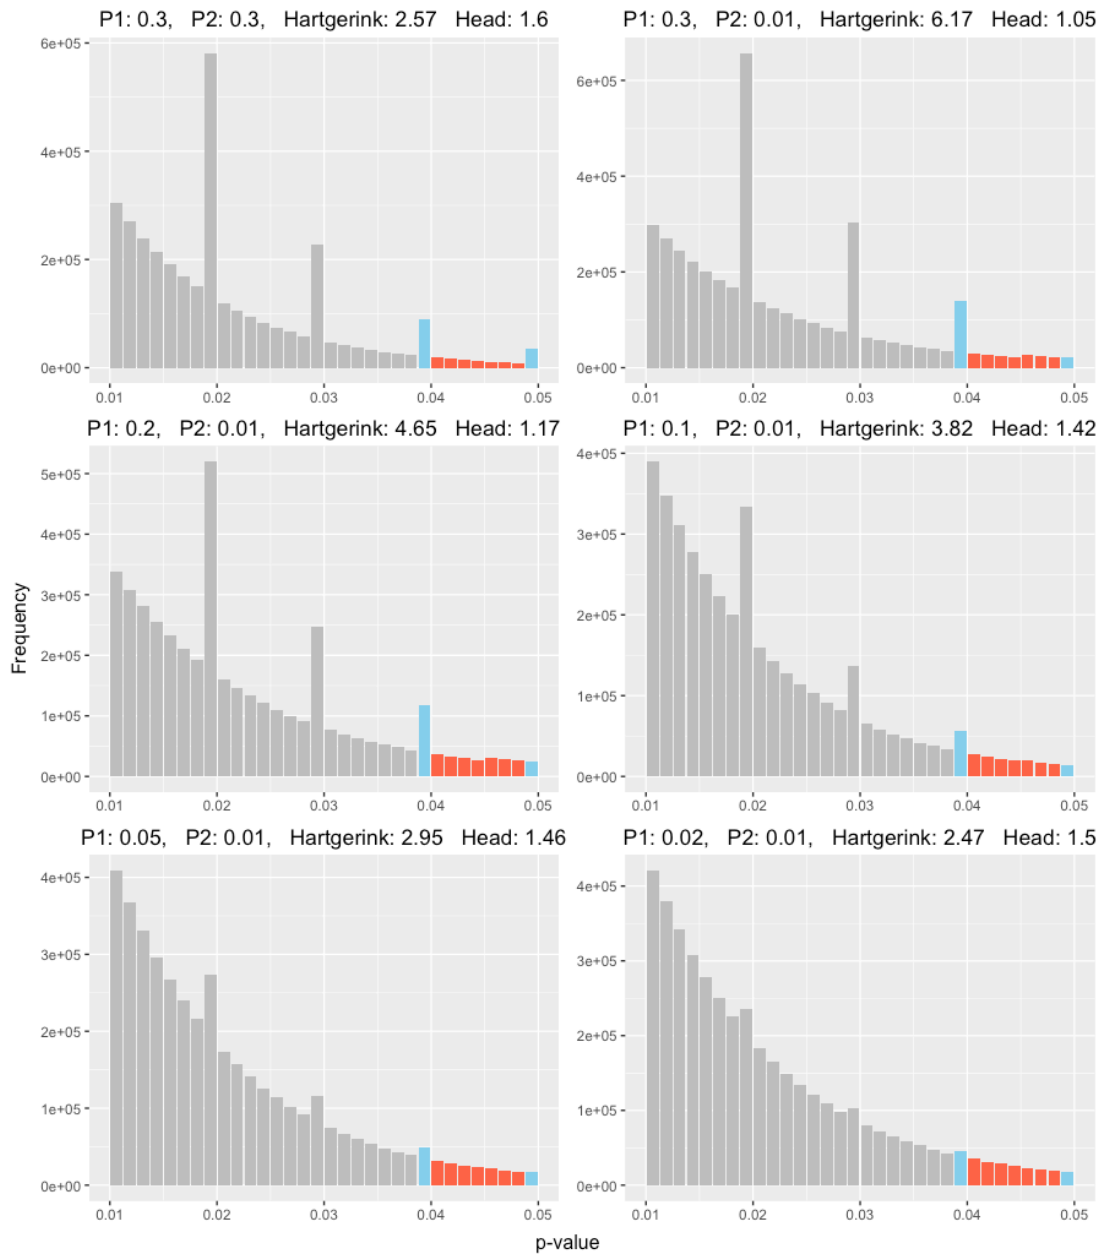 P1: 0.3, P2: 0.3, Hartgerink: 2.57 Head: 1.6
6e+05
4e+05
2e+05
0e+00
0.01 0.02 0.03 0.04 0.05
P1: 0.3, P2: 0.01, Hartgerink: 6.17 Head: 1.05
6e+05
4e+05
2e+05
0e+00
0.01 0.02 0.03 0.04 0.05
P1: 0.2, P2: 0.01, Hartgerink: 4.65 Head: 1.17
5e+05
4e+05
3e+05
2e+05
1e+05
0e+00
0.01 0.02 0.03 0.04 0.05
P1: 0.1, P2: 0.01, Hartgerink: 3.82 Head: 1.42
4e+05
3e+05
2e+05
1e+05
0e+00
0.01 0.02 0.03 0.04 0.05
P1: 0.05, P2: 0.01, Hartgerink: 2.95 Head: 1.46
4e+05
3e+05
2e+05
1e+05
0e+00
0.01 0.02 0.03 0.04 0.05
P1: 0.02, P2: 0.01, Hartgerink: 2.47 Head: 1.5
4e+05
3e+05
2e+05
1e+05
0e+00
0.01 0.02 0.03 0.04 0.05
Frequency
p-value